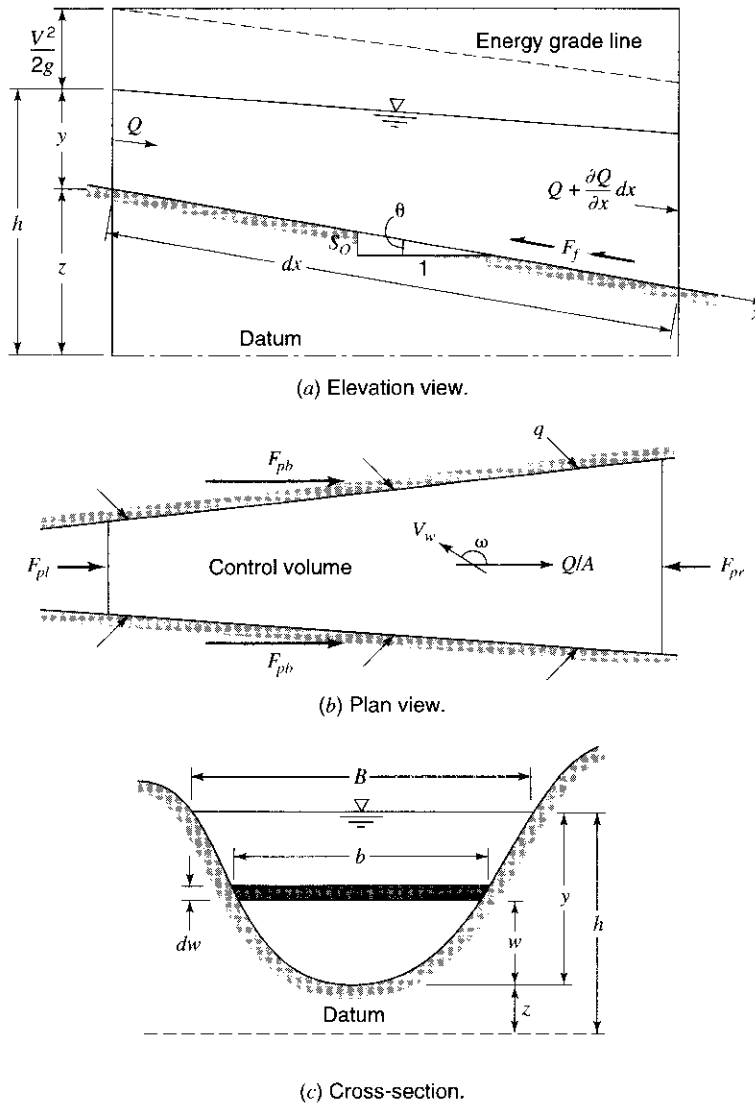 V²/2g
Energy grade line
Q
y
Q + ∂Q/∂x dx
h
θ
S_o
F_f
1
z
dx
x
Datum
(a) Elevation view.
q
F_pb
V_w
ω
F_pl
Control volume
Q/A
F_pr
F_pb
(b) Plan view.
B
b
y
h
dw
w
z
Datum
(c) Cross-section.